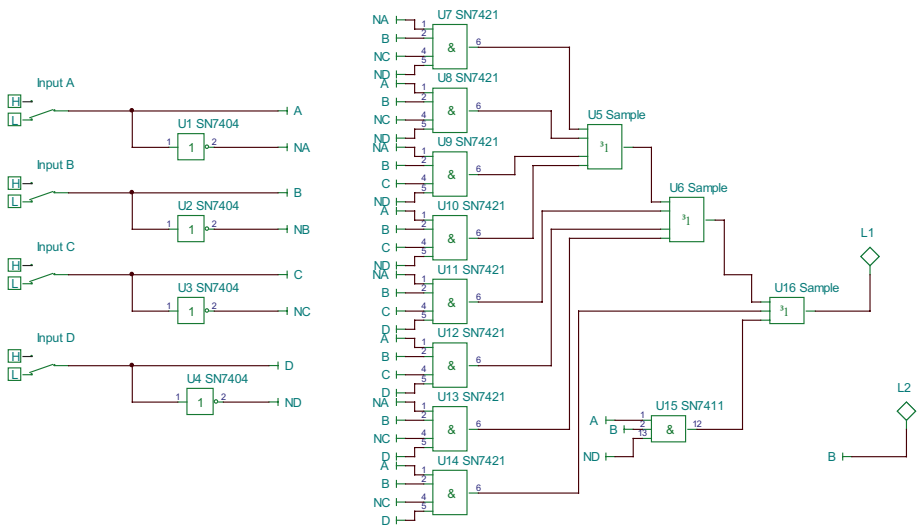 Input A
H
L
A
U1 SN7404
1
1
2
NA
Input B
H
L
B
U2 SN7404
1
1
2
NB
Input C
H
L
C
U3 SN7404
1
1
2
NC
Input D
H
L
D
U4 SN7404
1
1
2
ND
U7 SN7421
NA
B
NC
ND
1
2
4
5
&
6
U8 SN7421
A
B
NC
ND
1
2
4
5
&
6
U9 SN7421
NA
B
C
ND
1
2
4
5
&
6
U10 SN7421
A
B
C
ND
1
2
4
5
&
6
U11 SN7421
NA
B
C
D
1
2
4
5
&
6
U12 SN7421
A
B
C
D
1
2
4
5
&
6
U13 SN7421
NA
B
NC
D
1
2
4
5
&
6
U14 SN7421
A
B
NC
D
1
2
4
5
&
6
U5 Sample
³1
U6 Sample
³1
U16 Sample
³1
L1
U15 SN7411
A
B
ND
1
2
13
&
12
L2
B